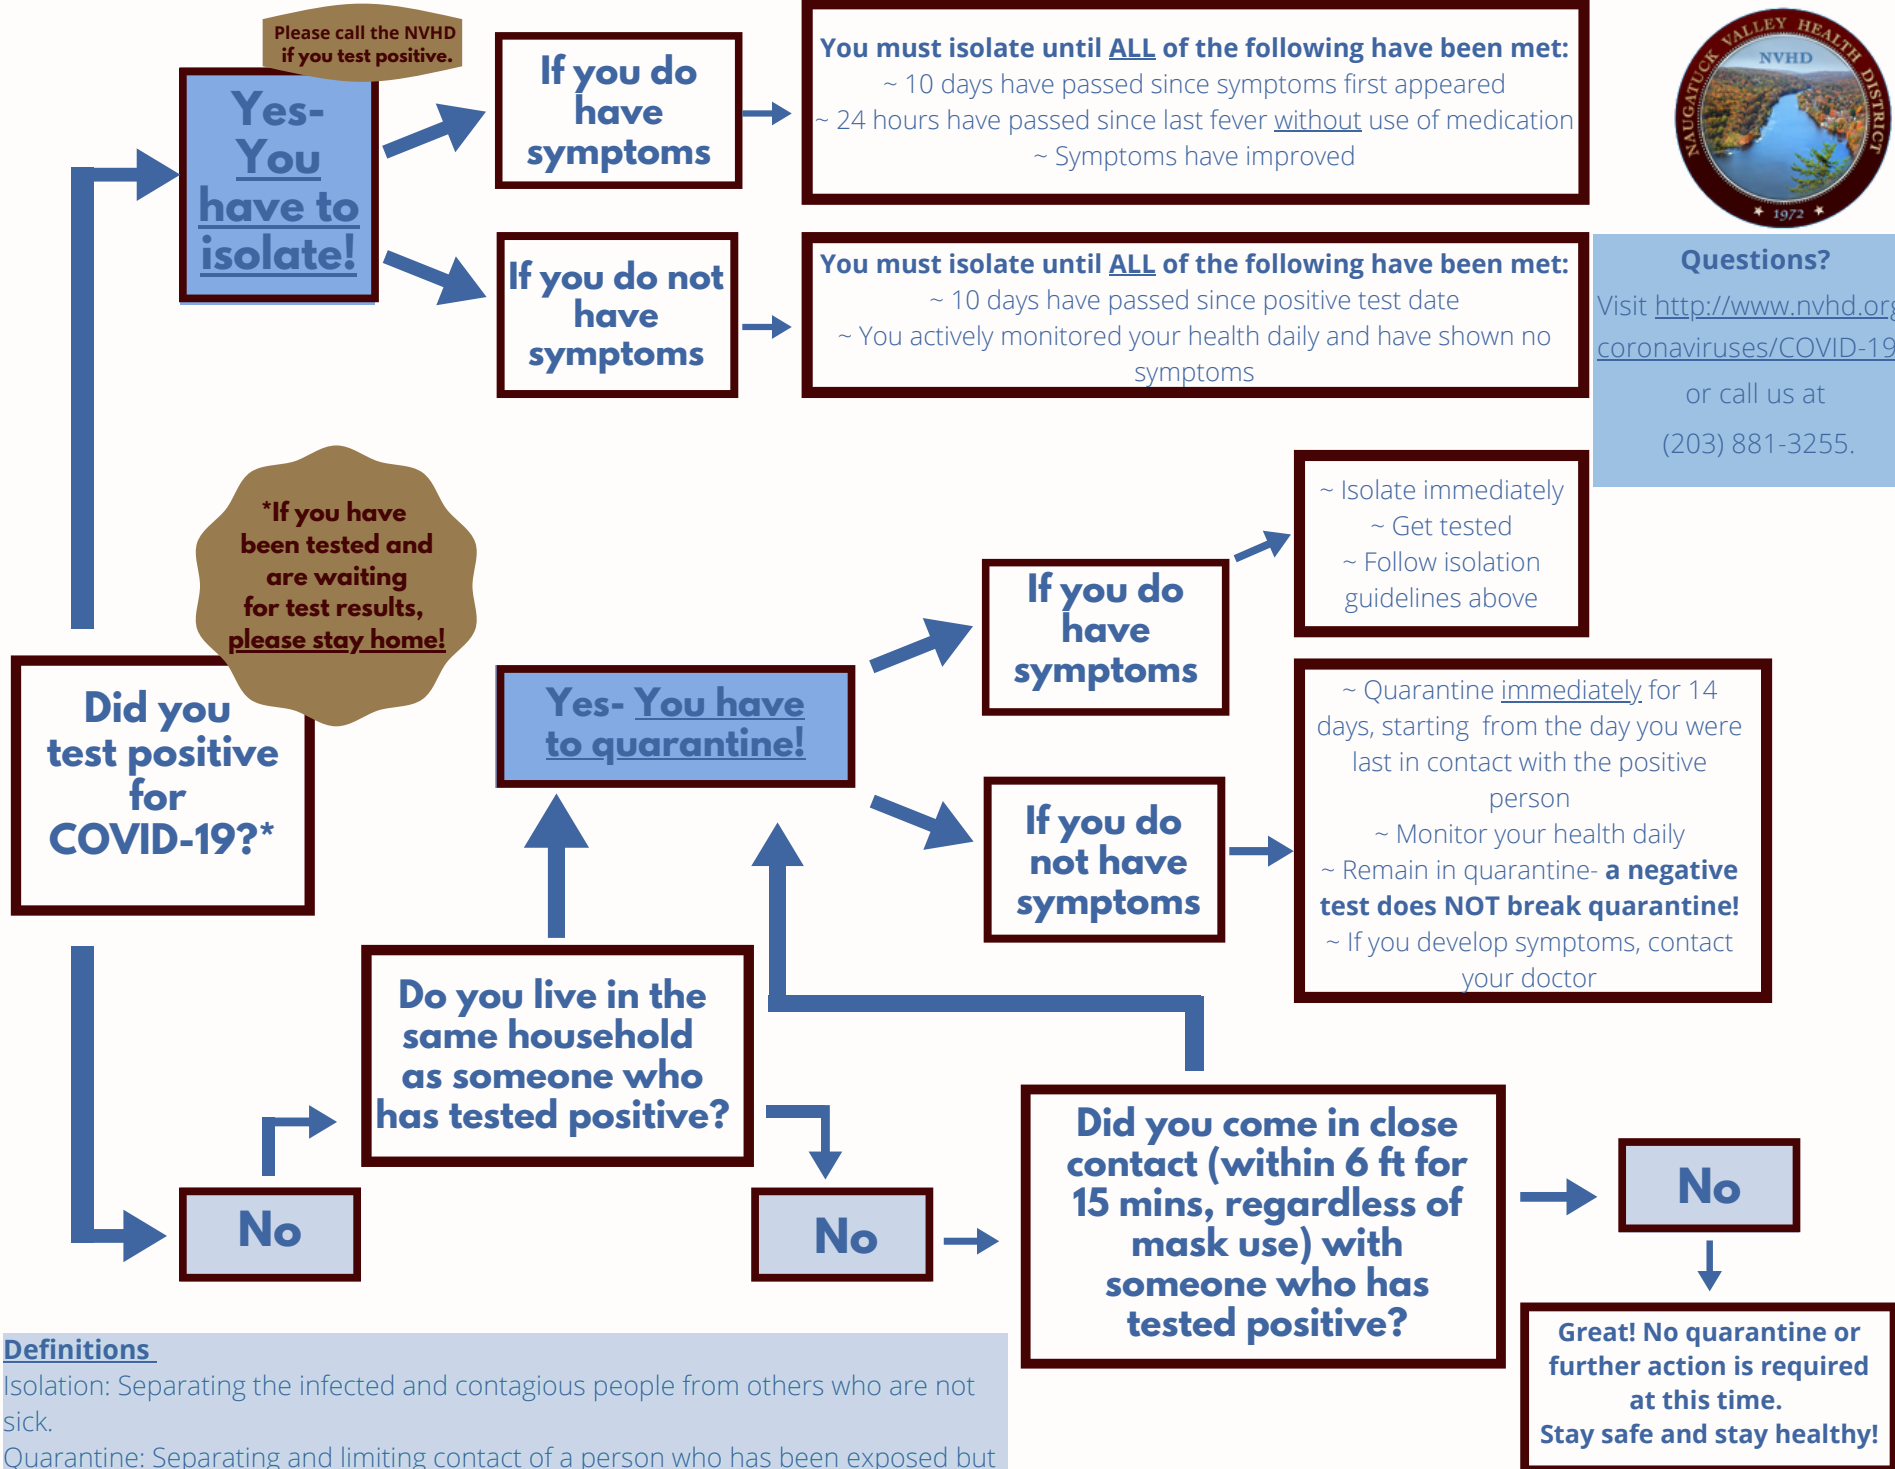 Please call the NVHD
if you test positive.
Yes-
You
have to
isolate!
If you do
have
symptoms
You must isolate until ALL of the following have been met:
~ 10 days have passed since symptoms first appeared
~ 24 hours have passed since last fever without use of medication
~ Symptoms have improved
NAUGATUCK VALLEY HEALTH DISTRICT
NVHD
1972
If you do not
have
symptoms
You must isolate until ALL of the following have been met:
~ 10 days have passed since positive test date
~ You actively monitored your health daily and have shown no
symptoms
Questions?
Visit http://www.nvhd.org
coronaviruses/COVID-19
or call us at
(203) 881-3255.
*If you have
been tested and
are waiting
for test results,
please stay home!
Did you
test positive
for
COVID-19?*
Yes- You have
to quarantine!
If you do
have
symptoms
~ Isolate immediately
~ Get tested
~ Follow isolation
guidelines above
If you do
not have
symptoms
~ Quarantine immediately for 14
days, starting from the day you were
last in contact with the positive
person
~ Monitor your health daily
~ Remain in quarantine- a negative
test does NOT break quarantine!
~ If you develop symptoms, contact
your doctor
No
Do you live in the
same household
as someone who
has tested positive?
No
Did you come in close
contact (within 6 ft for
15 mins, regardless of
mask use) with
someone who has
tested positive?
No
Great! No quarantine or
further action is required
at this time.
Stay safe and stay healthy!
Definitions
Isolation: Separating the infected and contagious people from others who are not
sick.
Quarantine: Separating and limiting contact of a person who has been exposed but